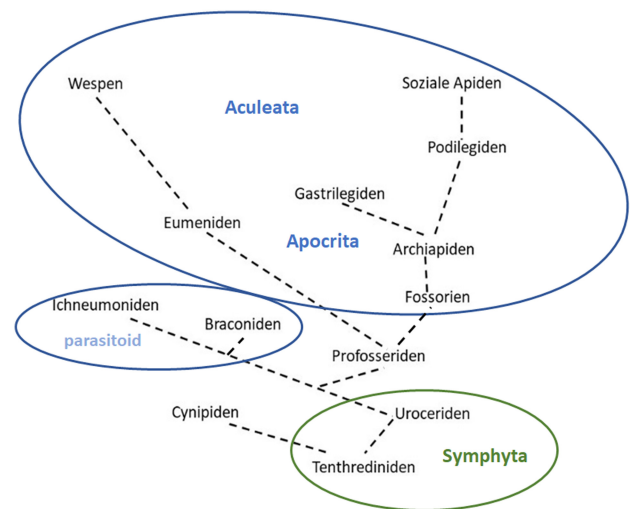 Wespen
Soziale Apiden
Aculeata
Podilegiden
Gastrilegiden
Eumeniden
Apocrita
Archiapiden
Fossorien
Ichneumoniden
Braconiden
parasitoid
Profosseriden
Cynipiden
Uroceriden
Symphyta
Tenthrediniden